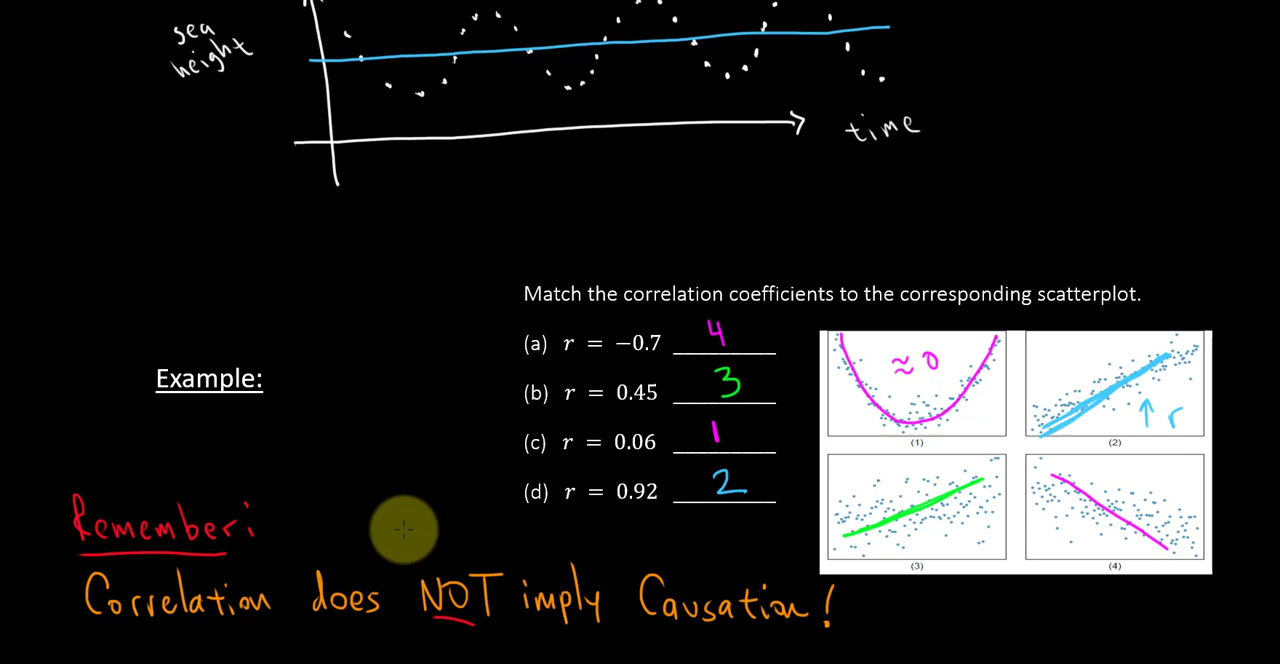 sea
height
time
Match the correlation coefficients to the corresponding scatterplot.
(a) r = −0.7 4
(b) r = 0.45 3
(c) r = 0.06 1
(d) r = 0.92 2
Example:
≈ 0
↑ r
(1)
(2)
(3)
(4)
Remember:
Correlation does NOT imply Causation!